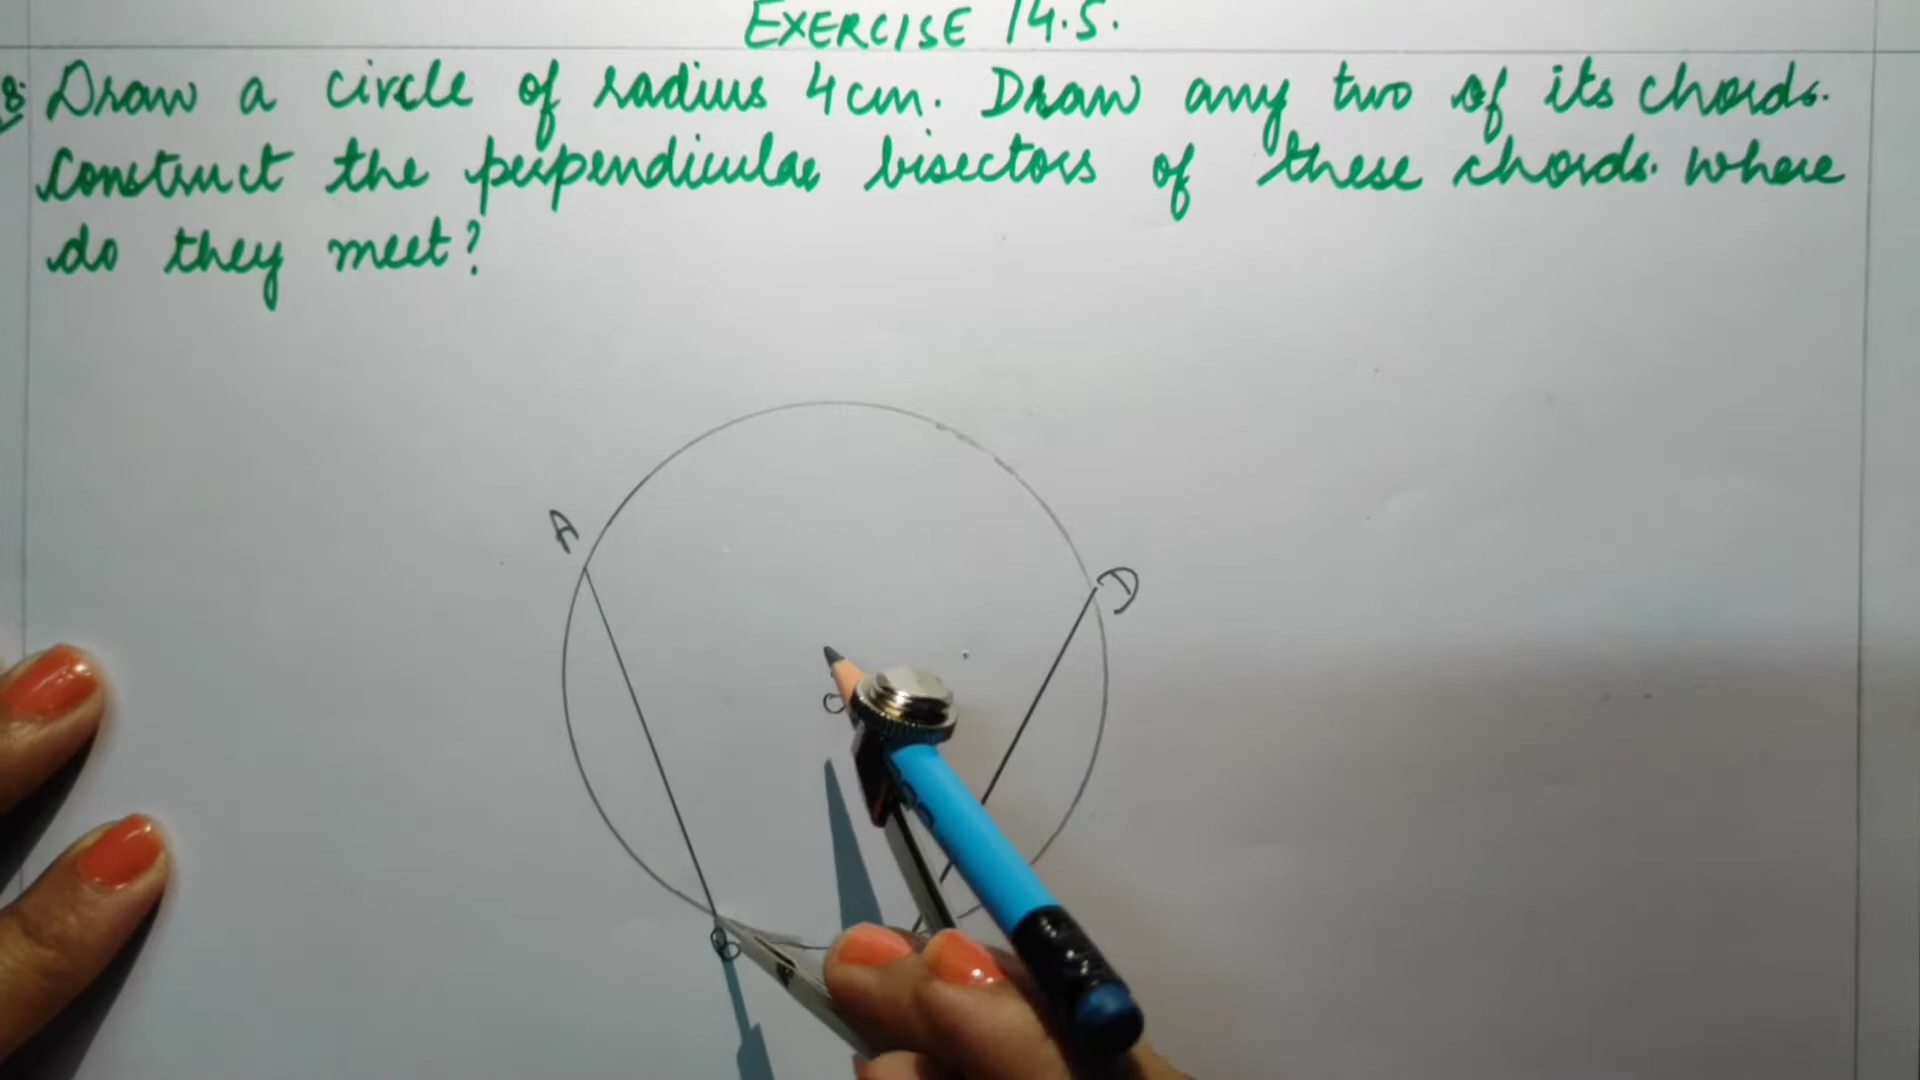 EXERCISE 14.5.
8. Draw a circle of radius 4cm. Draw any two of its chords.
Construct the perpendicular bisectors of these chords. where
do they meet?
A
D
O
B